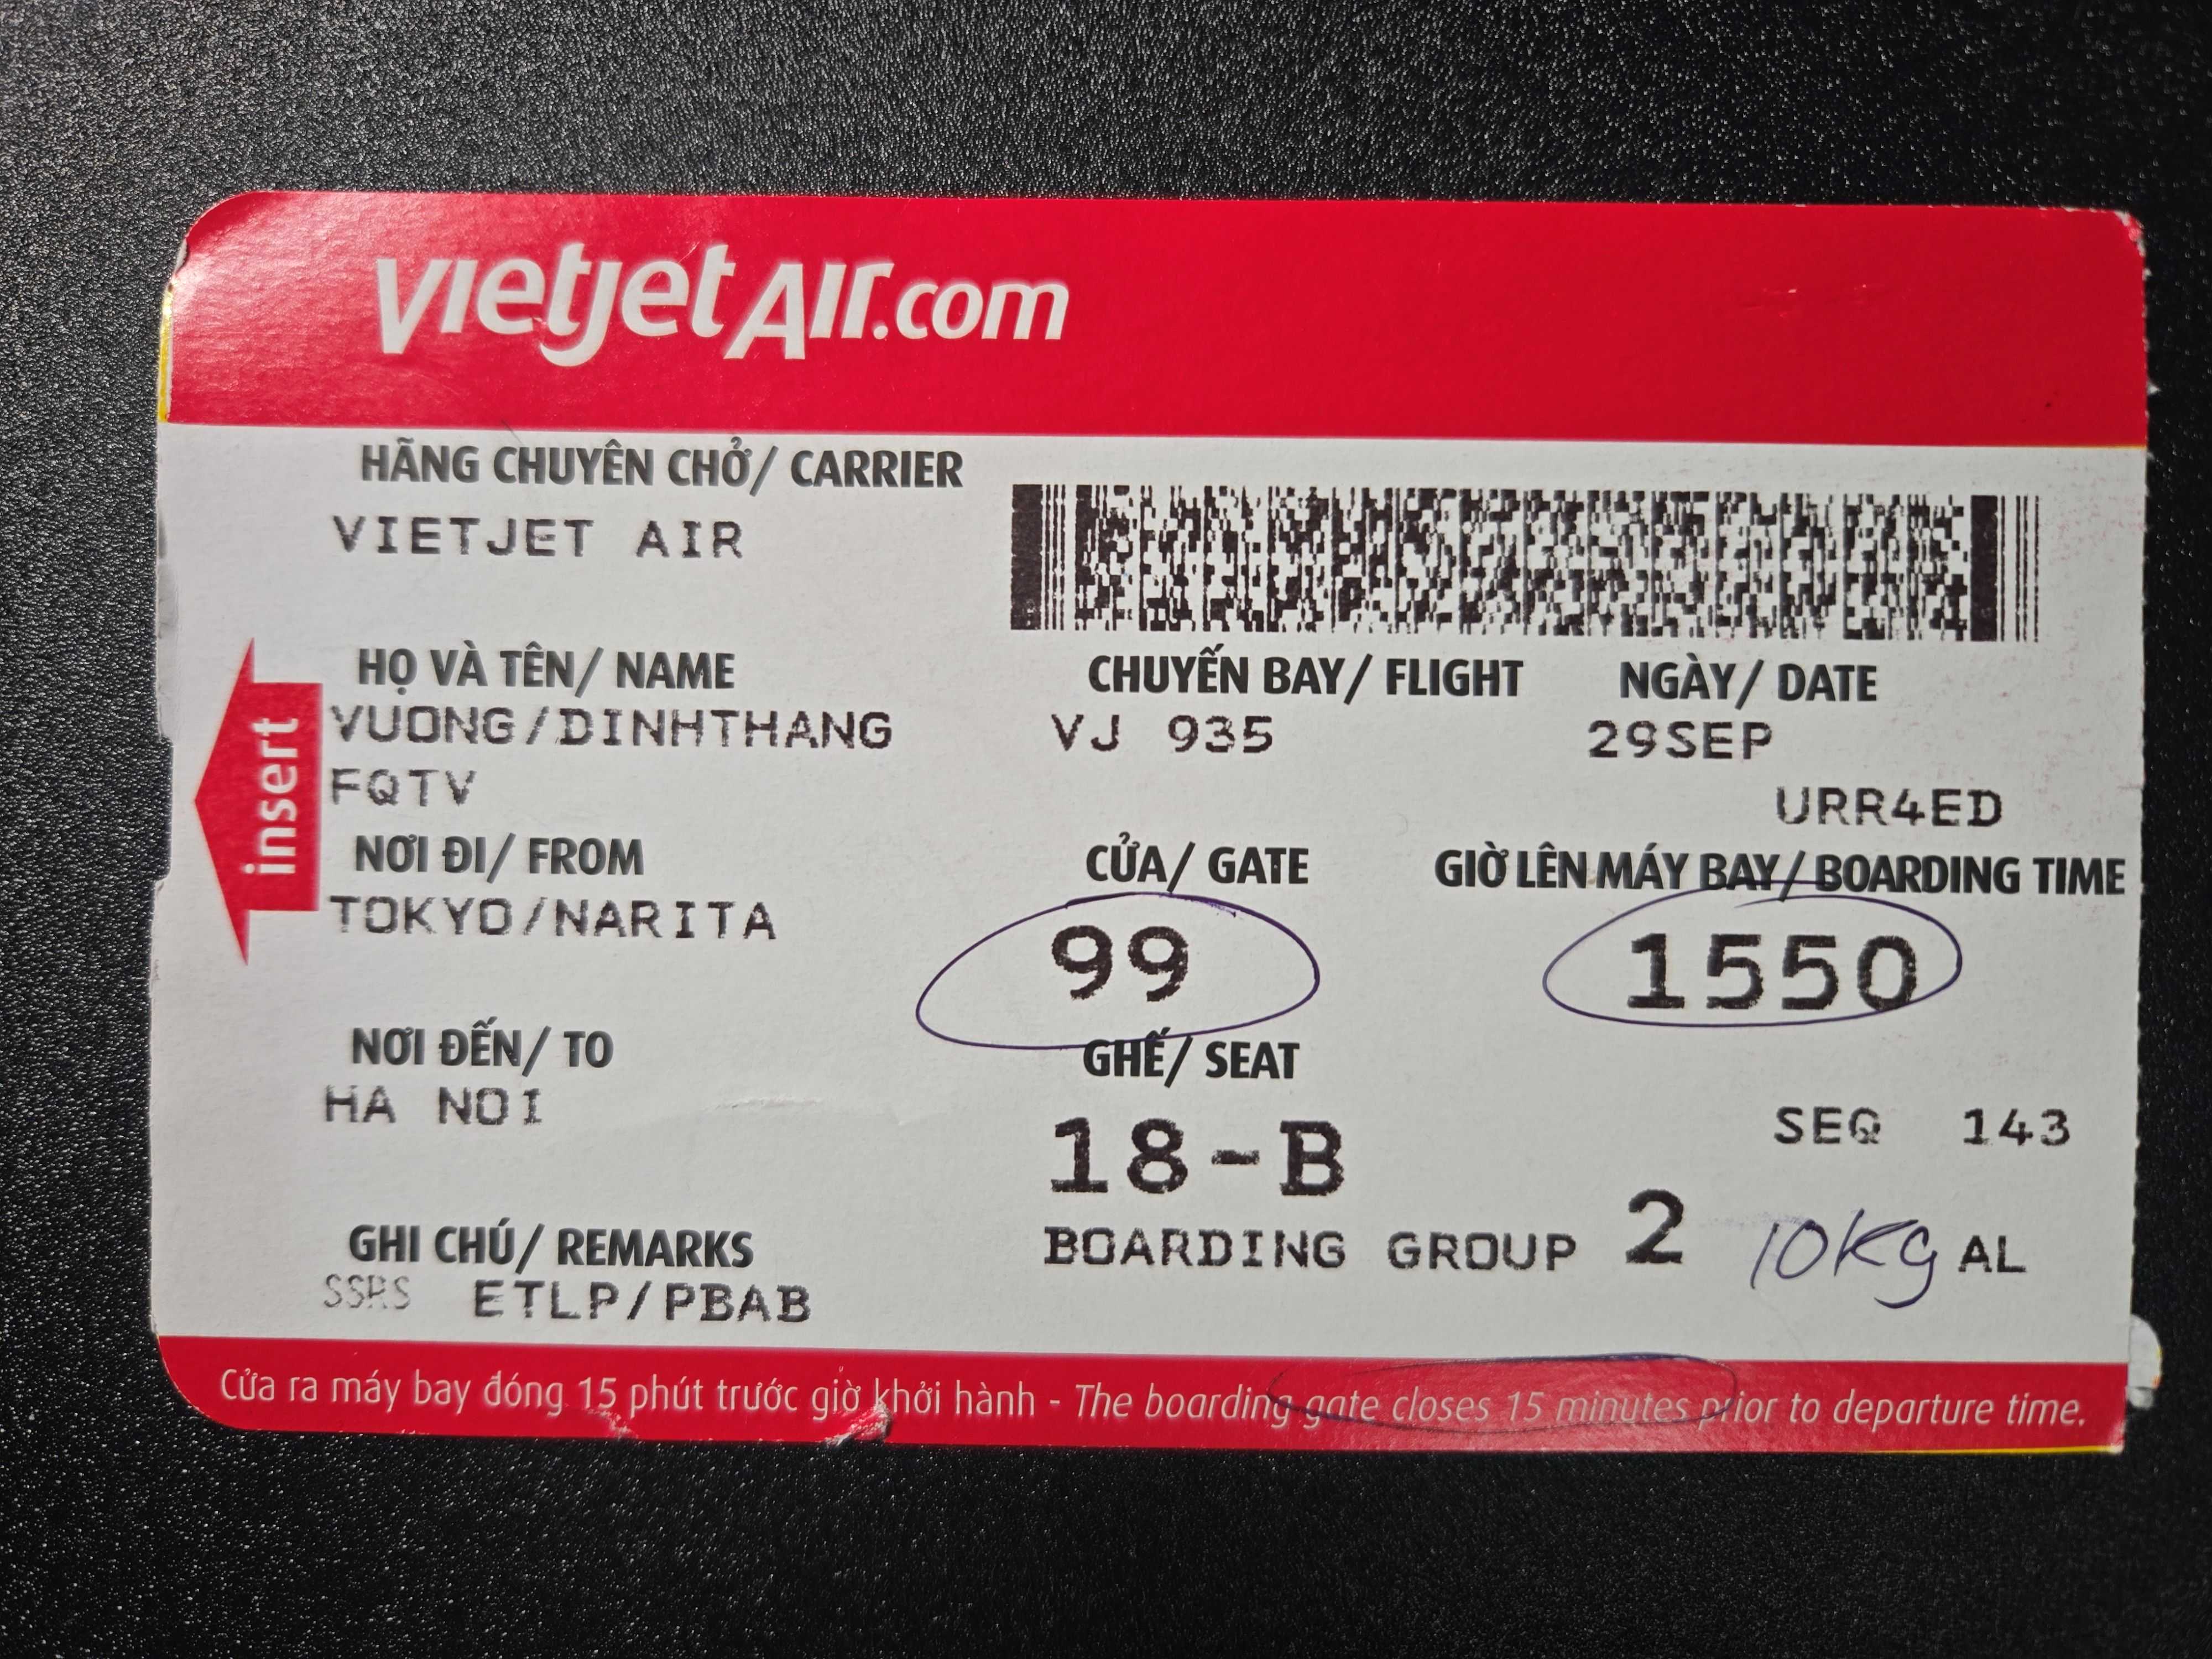 vietjetAir.com
HÃNG CHUYÊN CHỞ/ CARRIER
VIETJET AIR
HỌ VÀ TÊN/ NAME
VUONG/DINHTHANG
FQTV
CHUYẾN BAY/ FLIGHT
VJ 935
NGÀY/ DATE
29SEP
URR4ED
insert
NƠI ĐI/ FROM
TOKYO/NARITA
CỬA/ GATE
99
GIỜ LÊN MÁY BAY/ BOARDING TIME
1550
NƠI ĐẾN/ TO
HA NOI
GHẾ/ SEAT
18-B
SEQ 143
BOARDING GROUP 2 10kg AL
GHI CHÚ/ REMARKS
SSRS ETLP/PBAB
Cửa ra máy bay đóng 15 phút trước giờ khởi hành - The boarding gate closes 15 minutes prior to departure time.